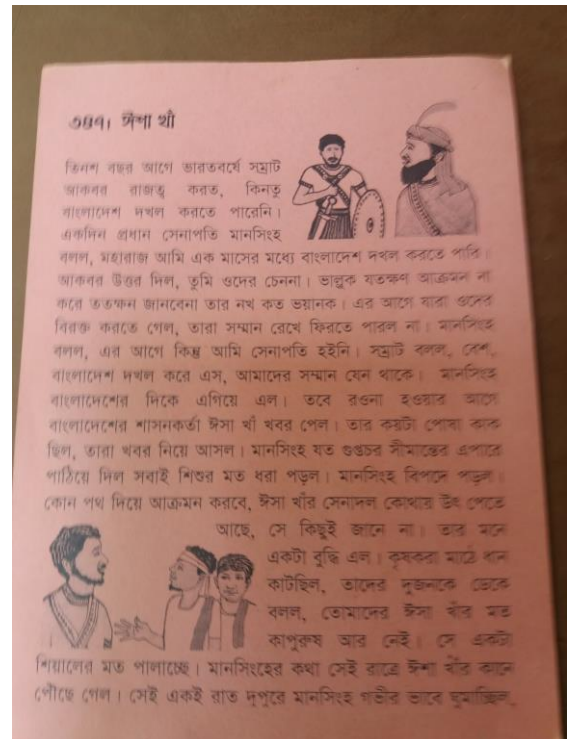 ৩৪৭। ঈশা খাঁ
তিনশ বছর আগে ভারতবর্ষে সম্রাট
আকবর রাজত্ব করত, কিনতু
বাংলাদেশ দখল করতে পারেনি।
একদিন প্রধান সেনাপতি মানসিংহ
বলল, মহারাজ আমি এক মাসের মধ্যে বাংলাদেশ দখল করতে পারি।
আকবর উত্তর দিল, তুমি ওদের চেননা। ভাল্লুক যতক্ষণ আক্রমন না
করে ততক্ষন জানবেনা তার নখ কত ভয়ানক। এর আগে যারা ওদের
বিরক্ত করতে গেল, তারা সম্মান রেখে ফিরতে পারল না। মানসিংহ
বলল, এর আগে কিন্তু আমি সেনাপতি হইনি। সম্রাট বলল, বেশ,
বাংলাদেশ দখল করে এস, আমাদের সম্মান যেন থাকে। মানসিংহ
বাংলাদেশের দিকে এগিয়ে এল। তবে রওনা হওয়ার আগে
বাংলাদেশের শাসনকর্তা ঈসা খাঁ খবর পেল। তার কয়টা পোষা কাক
ছিল, তারা খবর নিয়ে আসল। মানসিংহ যত গুপ্তচর সীমান্তের এপারে
পাঠিয়ে দিল সবাই শিশুর মত ধরা পড়ল। মানসিংহ বিপদে পড়ল।
কোন পথ দিয়ে আক্রমন করবে, ঈসা খাঁর সেনাদল কোথায় উৎ পেতে
আছে, সে কিছুই জানে না। তার মনে
একটা বুদ্ধি এল। কৃষকরা মাঠে ধান
কাটছিল, তাদের দুজনকে ডেকে
বলল, তোমাদের ঈসা খাঁর মত
কাপুরুষ আর নেই। সে একটা
শিয়ালের মত পালাচ্ছে। মানসিংহের কথা সেই রাত্রে ঈশা খাঁর কানে
পৌছে গেল। সেই একই রাত দুপুরে মানসিংহ গভীর ভাবে ঘুমাচ্ছিল,